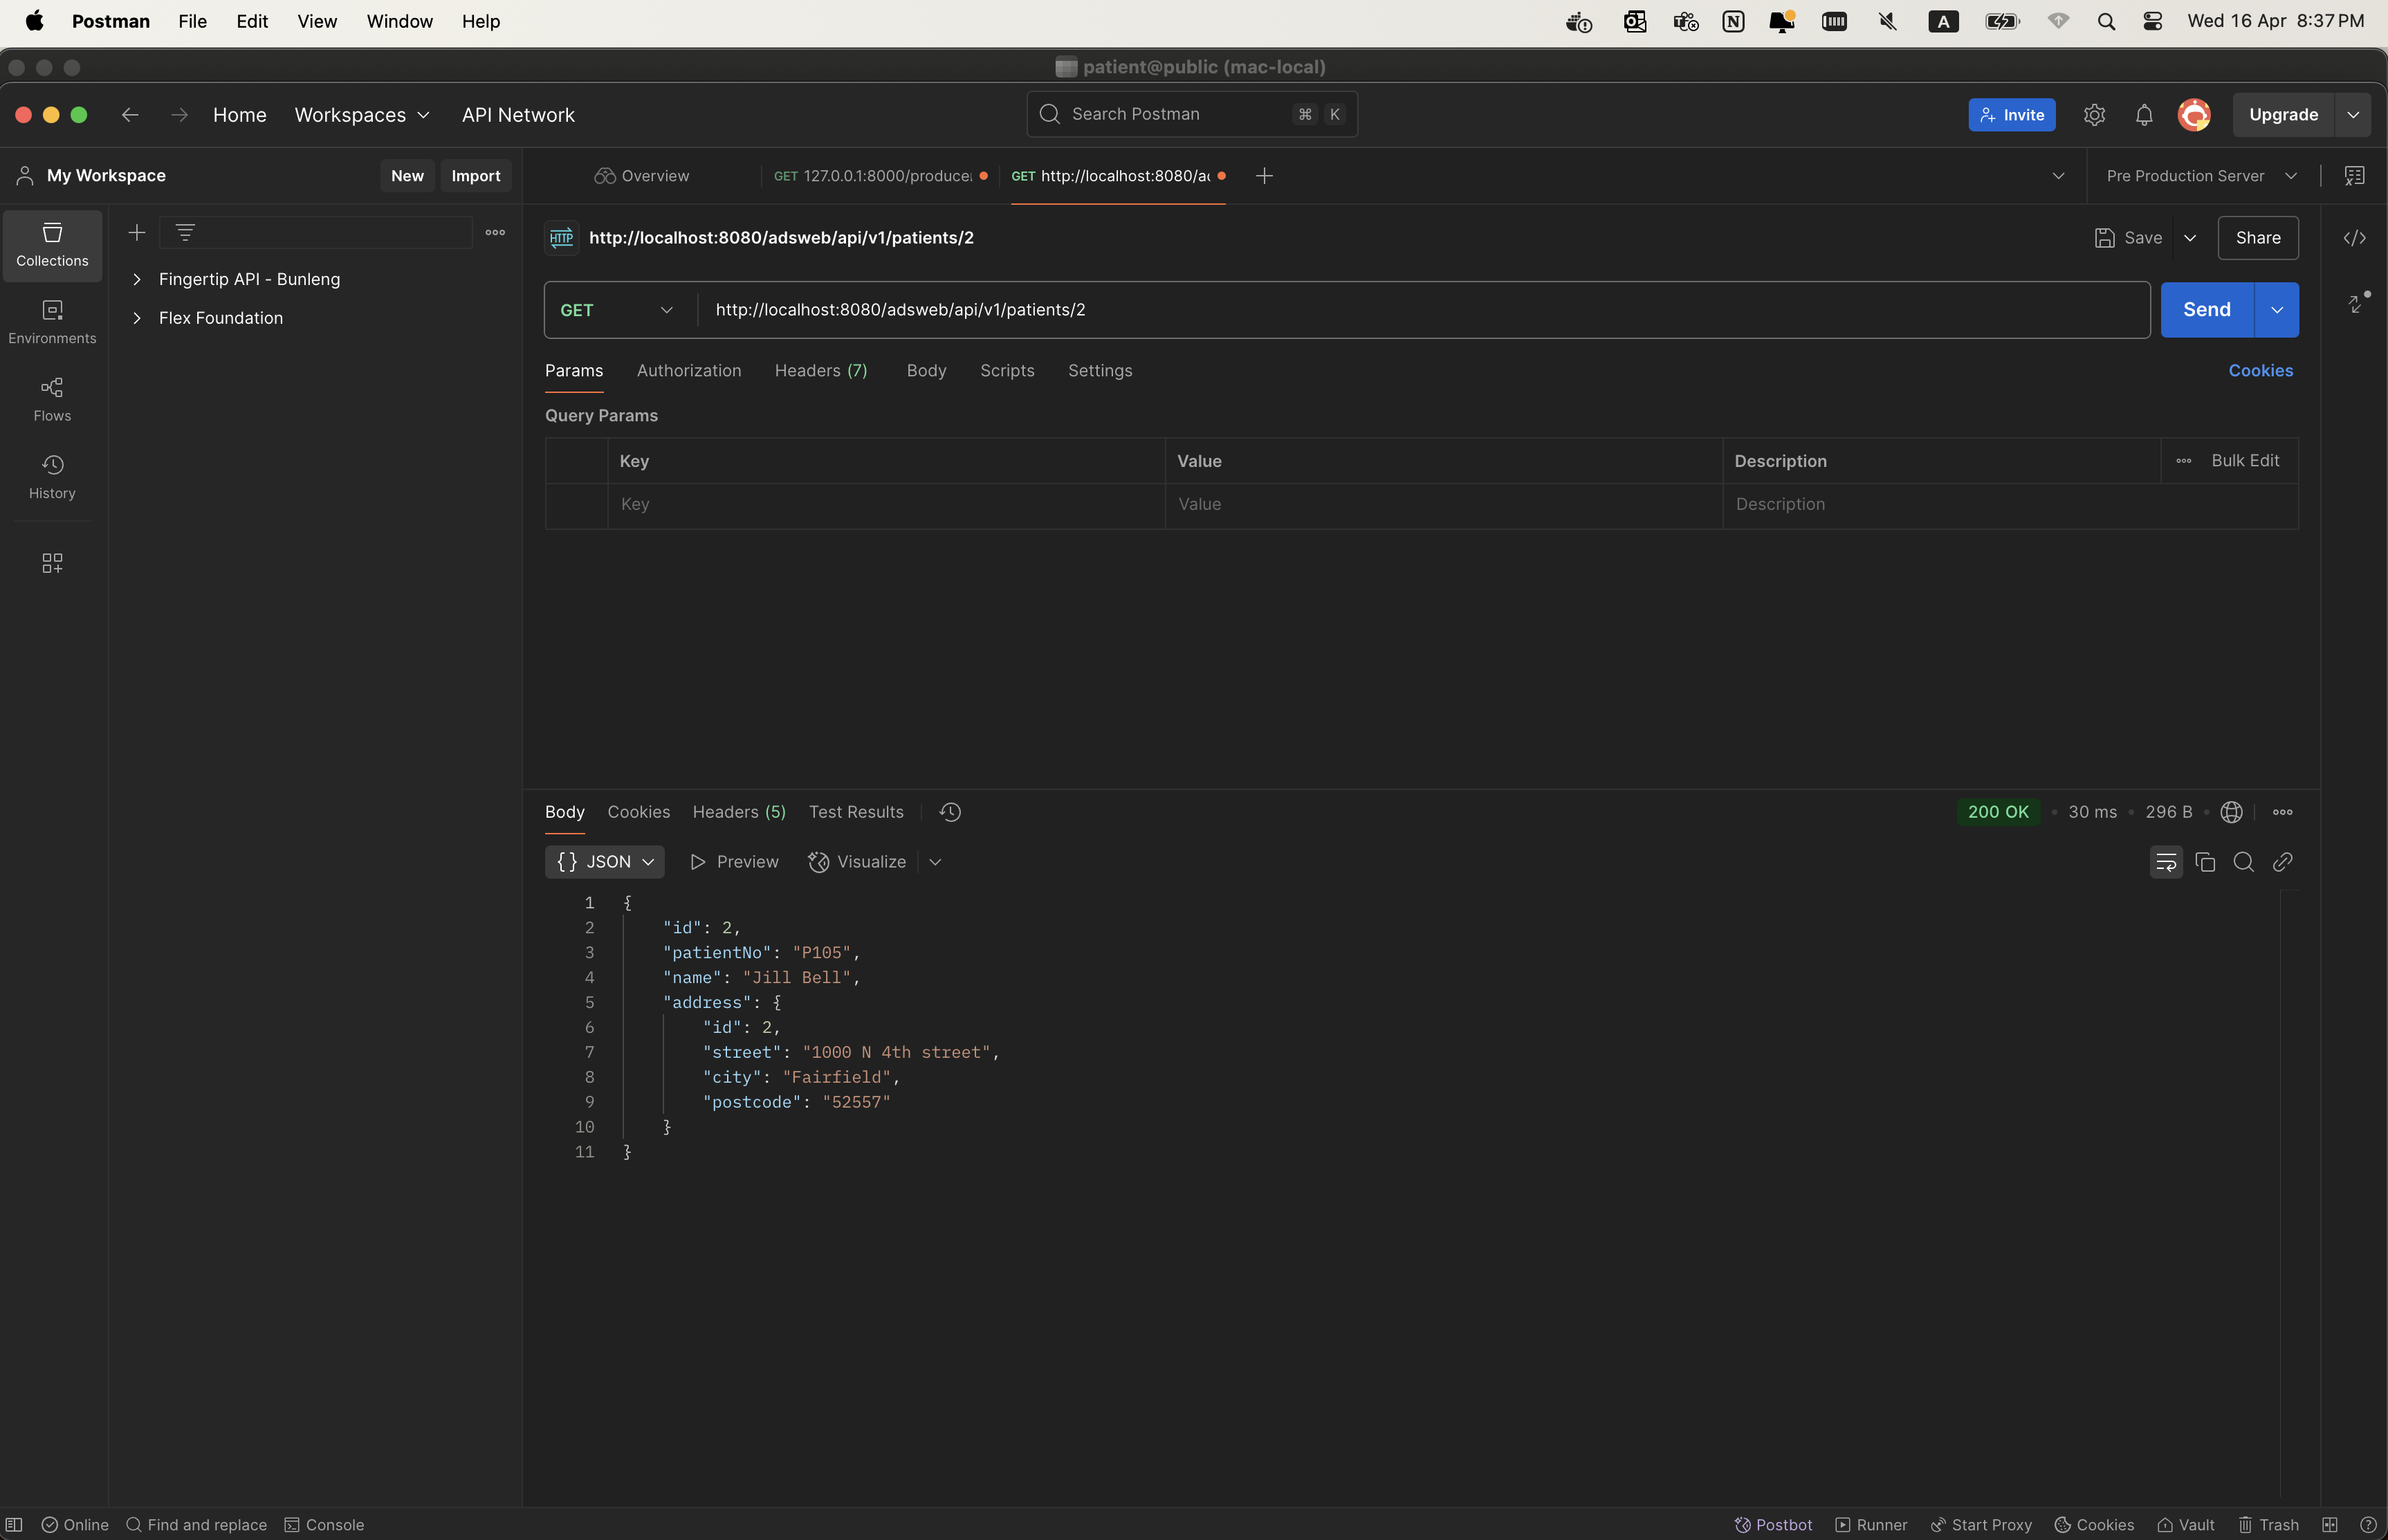 Postman File Edit View Window Help
A Wed 16 Apr 8:37 PM
patient@public (mac-local)
Home Workspaces API Network
Search Postman ⌘ K
Invite Upgrade
My Workspace New Import
Overview GET 127.0.0.1:8000/produce GET http://localhost:8080/a
Pre Production Server
Collections
Environments
Flows
History
Fingertip API - Bunleng
Flex Foundation
HTTP http://localhost:8080/adsweb/api/v1/patients/2
Save Share
GET http://localhost:8080/adsweb/api/v1/patients/2
Send
Params Authorization Headers (7) Body Scripts Settings
Cookies
Query Params
Key Value Description Bulk Edit
Key Value Description
Body Cookies Headers (5) Test Results
200 OK • 30 ms • 296 B
{ } JSON Preview Visualize
1 {
2 "id": 2,
3 "patientNo": "P105",
4 "name": "Jill Bell",
5 "address": {
6 "id": 2,
7 "street": "1000 N 4th street",
8 "city": "Fairfield",
9 "postcode": "52557"
10 }
11 }
Online Find and replace Console
Postbot Runner Start Proxy Cookies Vault Trash